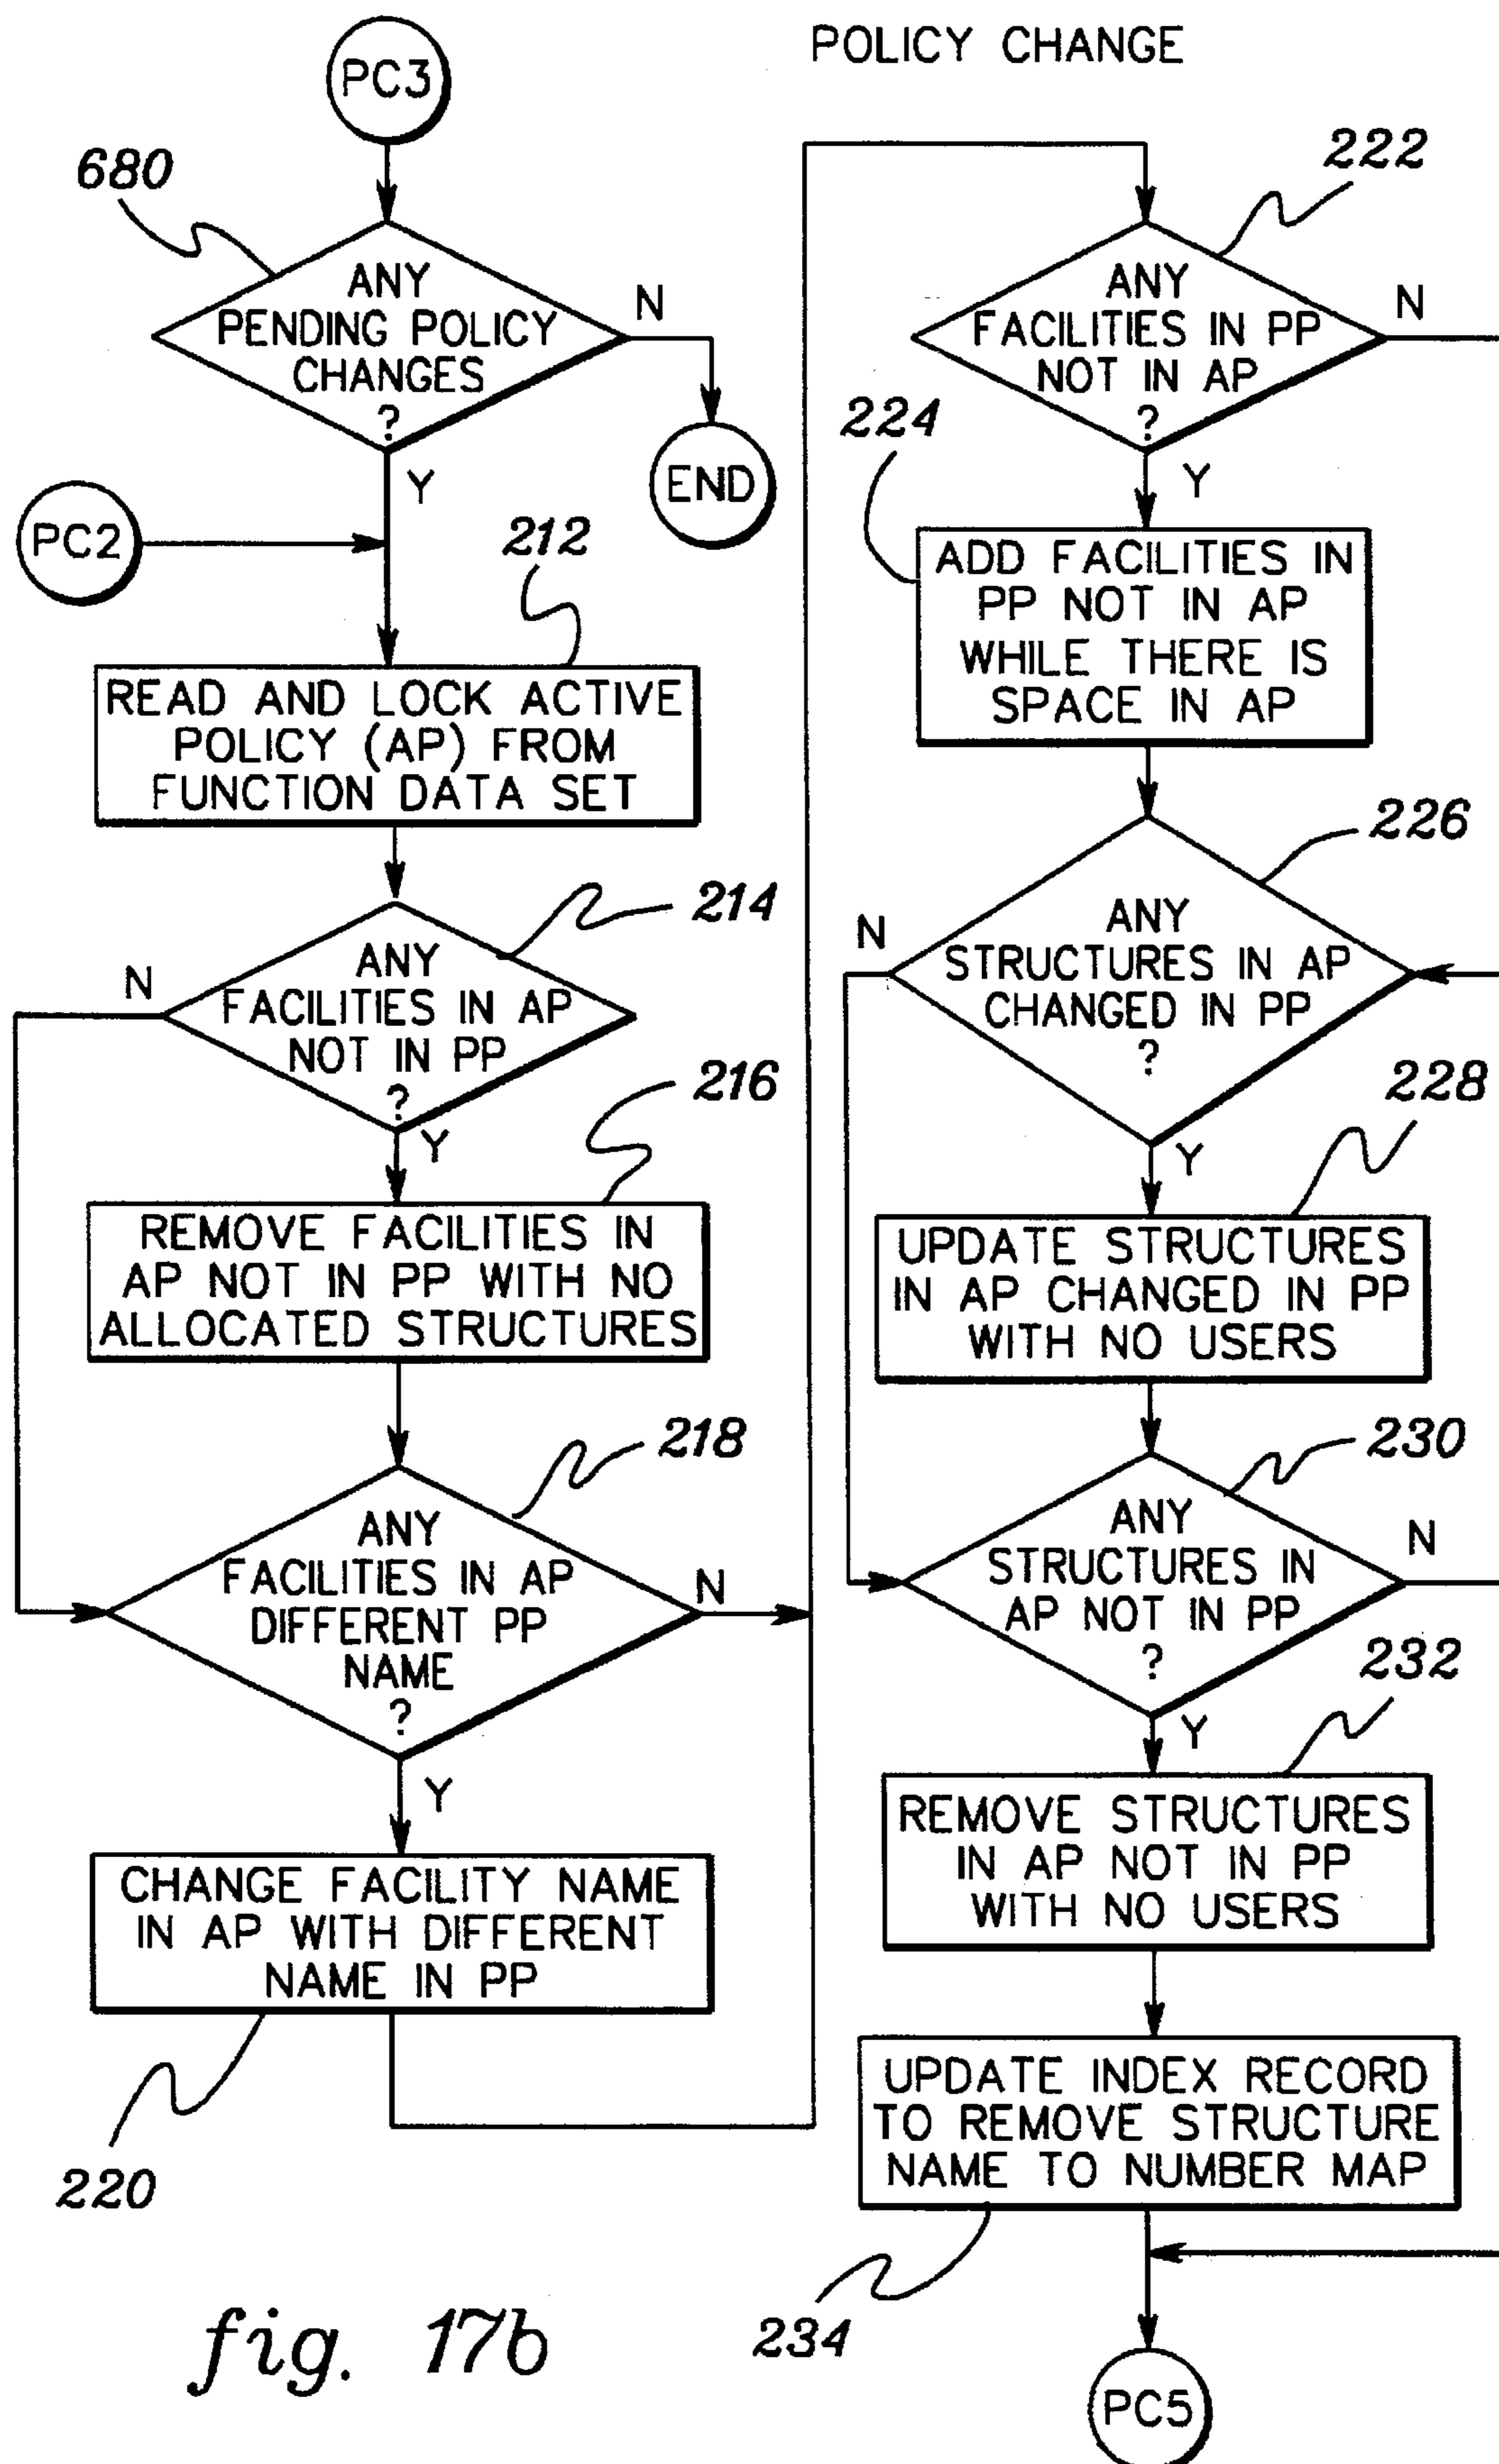 POLICY CHANGE
PC3
680
ANY
PENDING POLICY
CHANGES
?
N
END
Y
PC2
212
READ AND LOCK ACTIVE
POLICY (AP) FROM
FUNCTION DATA SET
214
ANY
FACILITIES IN AP
NOT IN PP
?
N
Y
216
REMOVE FACILITIES IN
AP NOT IN PP WITH NO
ALLOCATED STRUCTURES
218
ANY
FACILITIES IN AP
DIFFERENT PP
NAME
?
N
Y
CHANGE FACILITY NAME
IN AP WITH DIFFERENT
NAME IN PP
220
222
ANY
FACILITIES IN PP
NOT IN AP
?
N
Y
224
ADD FACILITIES IN
PP NOT IN AP
WHILE THERE IS
SPACE IN AP
226
ANY
STRUCTURES IN AP
CHANGED IN PP
?
N
Y
228
UPDATE STRUCTURES
IN AP CHANGED IN PP
WITH NO USERS
230
ANY
STRUCTURES IN
AP NOT IN PP
?
N
Y
232
REMOVE STRUCTURES
IN AP NOT IN PP
WITH NO USERS
UPDATE INDEX RECORD
TO REMOVE STRUCTURE
NAME TO NUMBER MAP
234
PC5
fig. 17b